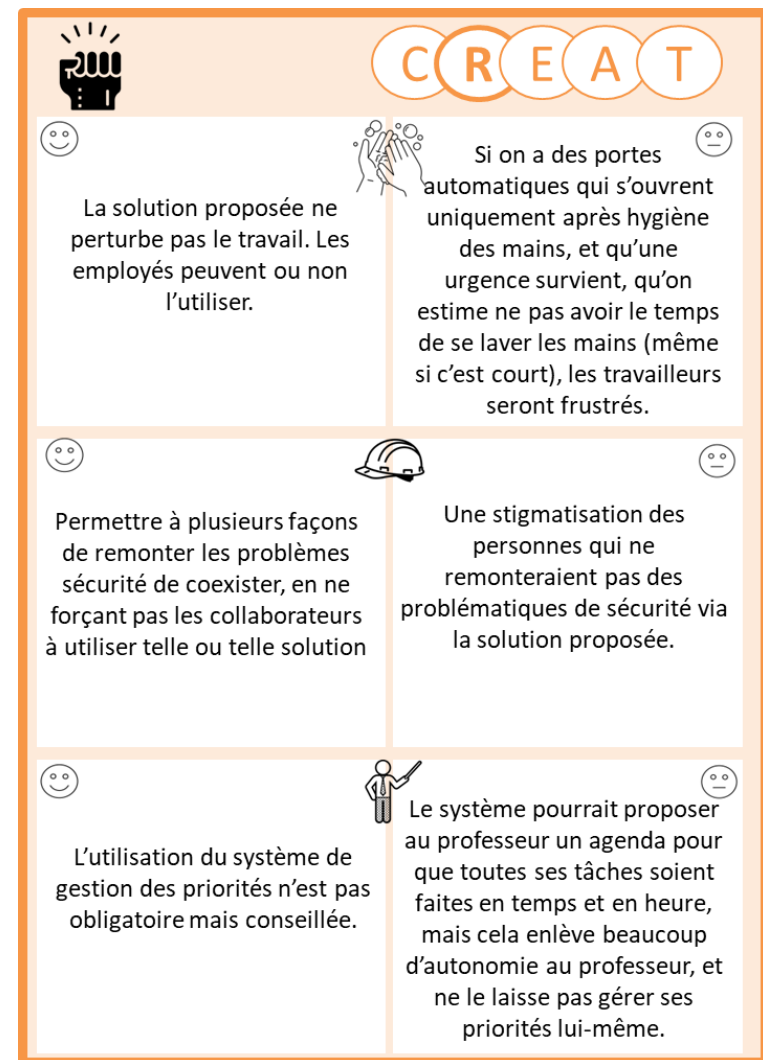 C R E A T
La solution proposée ne
perturbe pas le travail. Les
employés peuvent ou non
l’utiliser.
Si on a des portes
automatiques qui s’ouvrent
uniquement après hygiène
des mains, et qu’une
urgence survient, qu’on
estime ne pas avoir le temps
de se laver les mains (même
si c’est court), les travailleurs
seront frustrés.
Permettre à plusieurs façons
de remonter les problèmes
sécurité de coexister, en ne
forçant pas les collaborateurs
à utiliser telle ou telle solution
Une stigmatisation des
personnes qui ne
remonteraient pas des
problématiques de sécurité via
la solution proposée.
L’utilisation du système de
gestion des priorités n’est pas
obligatoire mais conseillée.
Le système pourrait proposer
au professeur un agenda pour
que toutes ses tâches soient
faites en temps et en heure,
mais cela enlève beaucoup
d’autonomie au professeur, et
ne le laisse pas gérer ses
priorités lui-même.